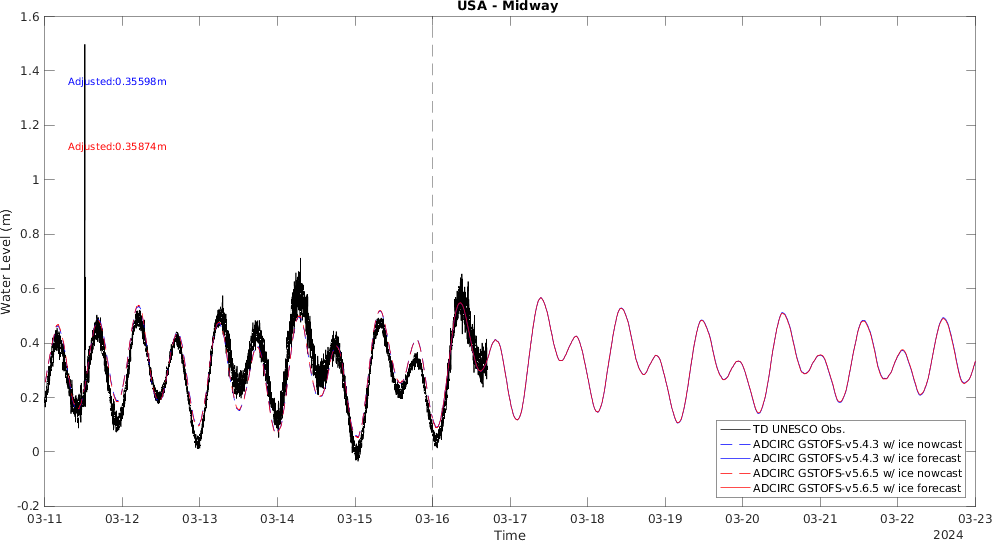 USA - Midway
1.6
1.4
1.2
1
0.8
0.6
0.4
0.2
0
-0.2
Water Level (m)
Adjusted:0.35598m
Adjusted:0.35874m
TD UNESCO Obs.
ADCIRC GSTOFS-v5.4.3 w/ ice nowcast
ADCIRC GSTOFS-v5.4.3 w/ ice forecast
ADCIRC GSTOFS-v5.6.5 w/ ice nowcast
ADCIRC GSTOFS-v5.6.5 w/ ice forecast
03-11 03-12 03-13 03-14 03-15 03-16 03-17 03-18 03-19 03-20 03-21 03-22 03-23
Time
2024